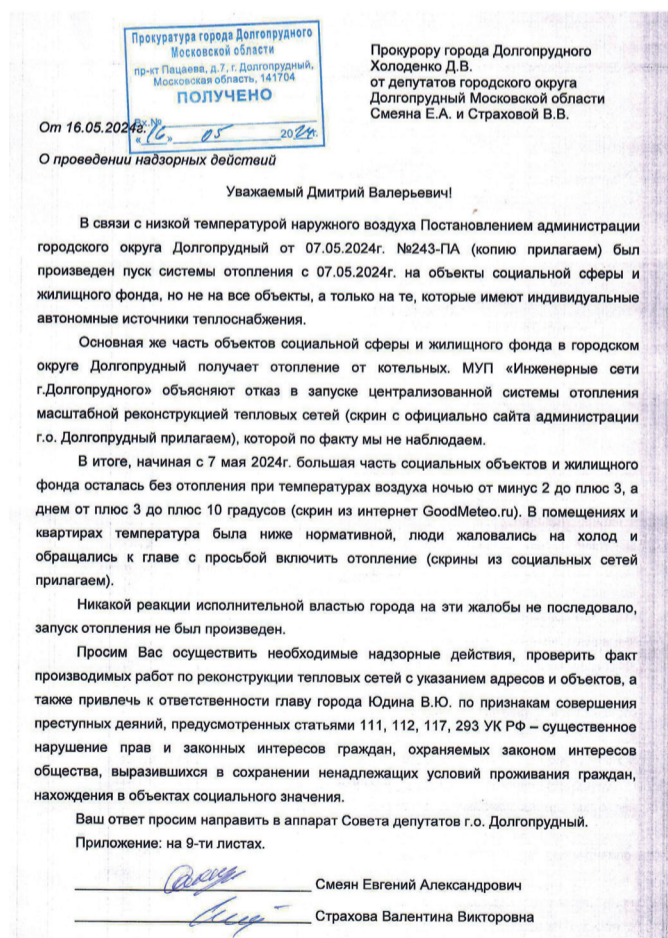 Прокуратура города Долгопрудного
Московской области
пр-кт Пацаева, д.7, г. Долгопрудный,
Московская область, 141704
ПОЛУЧЕНО
Вх.№
«16» 05 2024г.
Прокурору города Долгопрудного
Холоденко Д.В.
от депутатов городского округа
Долгопрудный Московской области
Смеяна Е.А. и Страховой В.В.
От 16.05.2024г.
О проведении надзорных действий
Уважаемый Дмитрий Валерьевич!
В связи с низкой температурой наружного воздуха Постановлением администрации
городского округа Долгопрудный от 07.05.2024г. №243-ПА (копию прилагаем) был
произведен пуск системы отопления с 07.05.2024г. на объекты социальной сферы и
жилищного фонда, но не на все объекты, а только на те, которые имеют индивидуальные
автономные источники теплоснабжения.
Основная же часть объектов социальной сферы и жилищного фонда в городском
округе Долгопрудный получает отопление от котельных. МУП «Инженерные сети
г.Долгопрудного» объясняют отказ в запуске централизованной системы отопления
масштабной реконструкцией тепловых сетей (скрин с официально сайта администрации
г.о. Долгопрудный прилагаем), которой по факту мы не наблюдаем.
В итоге, начиная с 7 мая 2024г. большая часть социальных объектов и жилищного
фонда осталась без отопления при температурах воздуха ночью от минус 2 до плюс 3, а
днем от плюс 3 до плюс 10 градусов (скрин из интернет GoodMeteo.ru). В помещениях и
квартирах температура была ниже нормативной, люди жаловались на холод и
обращались к главе с просьбой включить отопление (скрины из социальных сетей
прилагаем).
Никакой реакции исполнительной властью города на эти жалобы не последовало,
запуск отопления не был произведен.
Просим Вас осуществить необходимые надзорные действия, проверить факт
производимых работ по реконструкции тепловых сетей с указанием адресов и объектов, а
также привлечь к ответственности главу города Юдина В.Ю. по признакам совершения
преступных деяний, предусмотренных статьями 111, 112, 117, 293 УК РФ – существенное
нарушение прав и законных интересов граждан, охраняемых законом интересов
общества, выразившихся в сохранении ненадлежащих условий проживания граждан,
нахождения в объектах социального значения.
Ваш ответ просим направить в аппарат Совета депутатов г.о. Долгопрудный.
Приложение: на 9-ти листах.
Смеян Евгений Александрович
Страхова Валентина Викторовна